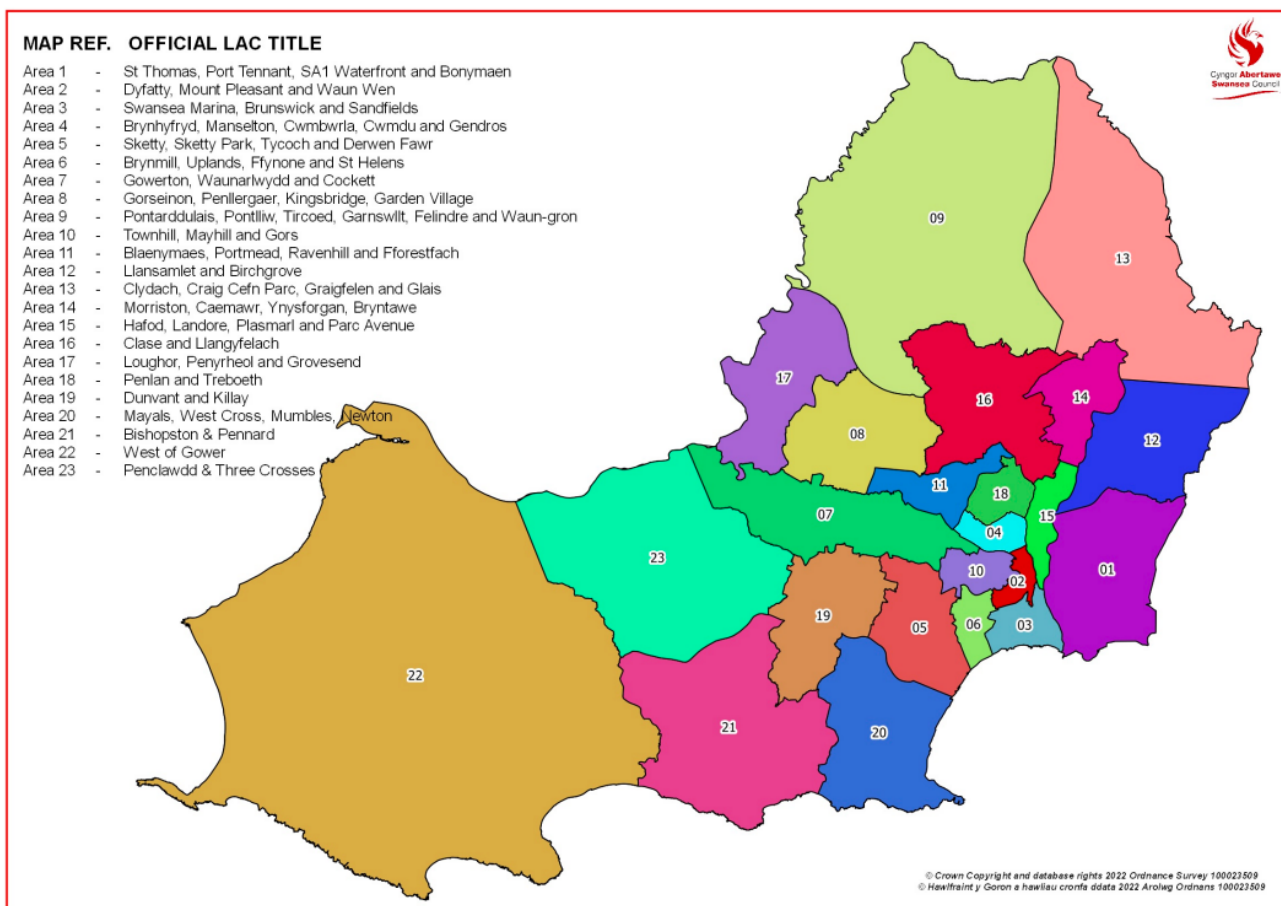 MAP REF. OFFICIAL LAC TITLE
Area 1 - St Thomas, Port Tennant, SA1 Waterfront and Bonymaen
Area 2 - Dyfatty, Mount Pleasant and Waun Wen
Area 3 - Swansea Marina, Brunswick and Sandfields
Area 4 - Brynhyfryd, Manselton, Cwmbwrla, Cwmdu and Gendros
Area 5 - Sketty, Sketty Park, Tycoch and Derwen Fawr
Area 6 - Brynmill, Uplands, Ffynone and St Helens
Area 7 - Gowerton, Waunarlwydd and Cockett
Area 8 - Gorseinon, Penllergaer, Kingsbridge, Garden Village
Area 9 - Pontarddulais, Pontlliw, Tircoed, Garnswllt, Felindre and Waun-gron
Area 10 - Townhill, Mayhill and Gors
Area 11 - Blaenymaes, Portmead, Ravenhill and Fforestfach
Area 12 - Llansamlet and Birchgrove
Area 13 - Clydach, Craig Cefn Parc, Graigfelen and Glais
Area 14 - Morriston, Caemawr, Ynysforgan, Bryntawe
Area 15 - Hafod, Landore, Plasmarl and Parc Avenue
Area 16 - Clase and Llangyfelach
Area 17 - Loughor, Penyrheol and Grovesend
Area 18 - Penlan and Treboeth
Area 19 - Dunvant and Killay
Area 20 - Mayals, West Cross, Mumbles, Newton
Area 21 - Bishopston & Pennard
Area 22 - West of Gower
Area 23 - Penclawdd & Three Crosses
Cyngor Abertawe
Swansea Council
09
13
17
16
14
08
12
11
18
15
07
04
23
10
02
01
19
05
06
03
22
21
20
© Crown Copyright and database rights 2022 Ordnance Survey 100023509
© Hawlfraint y Goron a hawliau cronfa ddata 2022 Arolwg Ordnans 100023509